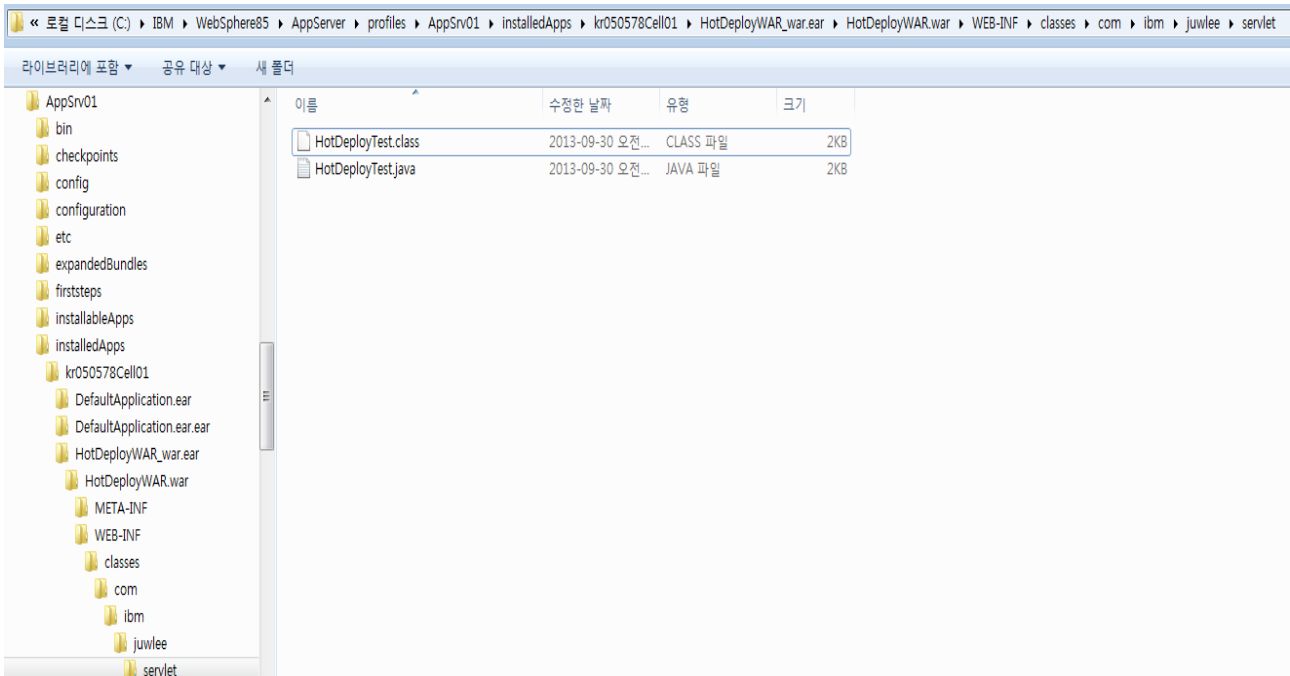 « 로컬 디스크 (C:) ▸ IBM ▸ WebSphere85 ▸ AppServer ▸ profiles ▸ AppSrv01 ▸ installedApps ▸ kr050578Cell01 ▸ HotDeployWAR_war.ear ▸ HotDeployWAR.war ▸ WEB-INF ▸ classes ▸ com ▸ ibm ▸ juwlee ▸ servlet
라이브러리에 포함 ▼ 공유 대상 ▼ 새 폴더
AppSrv01
bin
checkpoints
config
configuration
etc
expandedBundles
firststeps
installableApps
installedApps
kr050578Cell01
DefaultApplication.ear
DefaultApplication.ear.ear
HotDeployWAR_war.ear
HotDeployWAR.war
META-INF
WEB-INF
classes
com
ibm
juwlee
servlet
이름 수정한 날짜 유형 크기
HotDeployTest.class 2013-09-30 오전... CLASS 파일 2KB
HotDeployTest.java 2013-09-30 오전... JAVA 파일 2KB